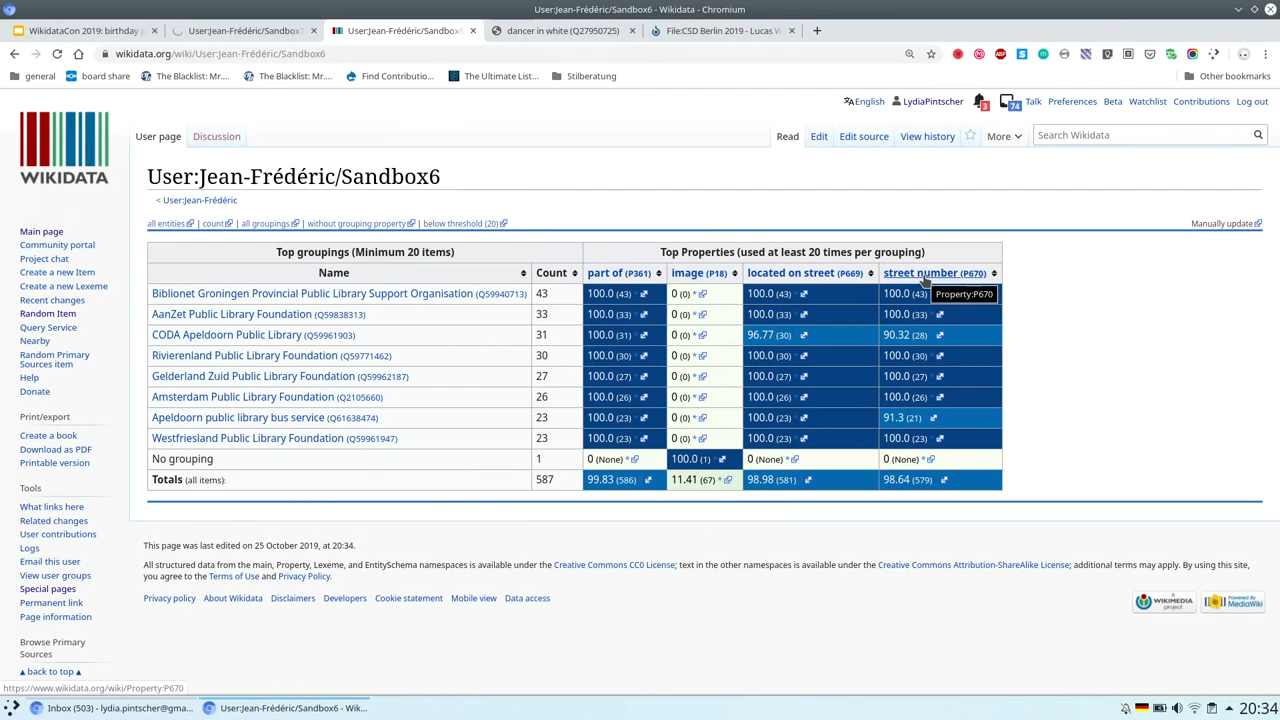 User:Jean-Frédéric/Sandbox6 - Wikidata - Chromium
WikidataCon 2019: birthday p
User:Jean-Frédéric/Sandbox?
User:Jean-Frédéric/Sandbox6
dancer in white (Q27950725)
File:CSD Berlin 2019 - Lucas W
wikidata.org/wiki/User:Jean-Frédéric/Sandbox6
general
board share
The Blacklist: Mr....
The Blacklist: Mr....
Find Contributio...
The Ultimate List...
Stilberatung
Other bookmarks
English
LydiaPintscher
3
74
Talk
Preferences
Beta
Watchlist
Contributions
Log out
WIKIDATA
User page
Discussion
Read
Edit
Edit source
View history
More
Search Wikidata
User:Jean-Frédéric/Sandbox6
< User:Jean-Frédéric
all entities | count | all groupings | without grouping property | below threshold (20)
Manually update
Top groupings (Minimum 20 items) Top Properties (used at least 20 times per grouping)
Name Count part of (P361) image (P18) located on street (P669) street number (P670)
Biblionet Groningen Provincial Public Library Support Organisation (Q59940713) 43 100.0 (43) 0 (0) 100.0 (43) 100.0 (43)
Property:P670
AanZet Public Library Foundation (Q59838313) 33 100.0 (33) 0 (0) 100.0 (33) 100.0 (33)
CODA Apeldoorn Public Library (Q59961903) 31 100.0 (31) 0 (0) 96.77 (30) 90.32 (28)
Rivierenland Public Library Foundation (Q59771462) 30 100.0 (30) 0 (0) 100.0 (30) 100.0 (30)
Gelderland Zuid Public Library Foundation (Q59962187) 27 100.0 (27) 0 (0) 100.0 (27) 100.0 (27)
Amsterdam Public Library Foundation (Q2105660) 26 100.0 (26) 0 (0) 100.0 (26) 100.0 (26)
Apeldoorn public library bus service (Q61638474) 23 100.0 (23) 0 (0) 100.0 (23) 91.3 (21)
Westfriesland Public Library Foundation (Q59961947) 23 100.0 (23) 0 (0) 100.0 (23) 100.0 (23)
No grouping 1 0 (None) 100.0 (1) 0 (None) 0 (None)
Totals (all items): 587 99.83 (586) 11.41 (67) 98.98 (581) 98.64 (579)
Main page
Community portal
Project chat
Create a new Item
Create a new Lexeme
Recent changes
Random Item
Query Service
Nearby
Random Primary
Sources item
Help
Donate
Print/export
Create a book
Download as PDF
Printable version
Tools
What links here
Related changes
User contributions
Logs
Email this user
View user groups
Special pages
Permanent link
Page information
Browse Primary
Sources
▲ back to top ▲
This page was last edited on 25 October 2019, at 20:34.
All structured data from the main, Property, Lexeme, and EntitySchema namespaces is available under the Creative Commons CC0 License; text in the other namespaces is available under the Creative Commons Attribution-ShareAlike License; additional terms may apply. By using this site,
you agree to the Terms of Use and Privacy Policy.
Privacy policy
About Wikidata
Disclaimers
Developers
Cookie statement
Mobile view
Data access
WIKIMEDIA
project
Powered By
MediaWiki
https://www.wikidata.org/wiki/Property:P670
Inbox (503) - lydia.pintscher@gma...
User:Jean-Frédéric/Sandbox6 - Wik...
20:34